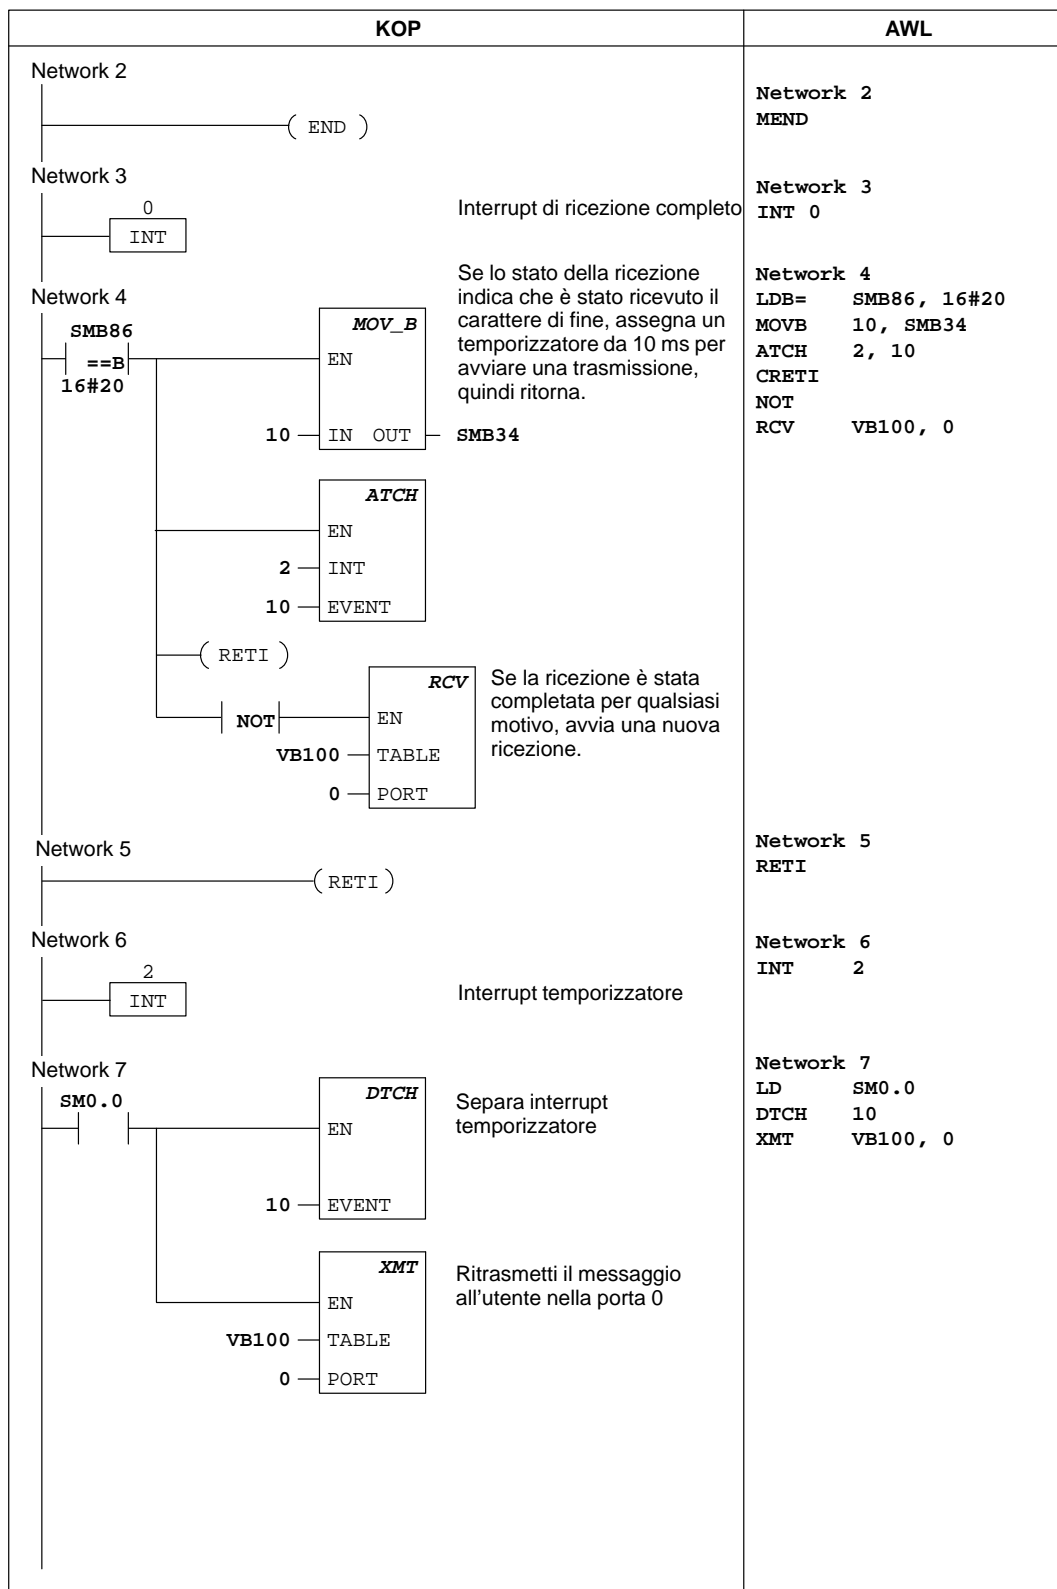 KOP
AWL
Network 2
( END )
Network 2
MEND
Network 3
0
INT
Interrupt di ricezione completo
Network 3
INT 0
Network 4
SMB86
==B
16#20
MOV_B
EN
10
IN OUT
SMB34
Se lo stato della ricezione
indica che è stato ricevuto il
carattere di fine, assegna un
temporizzatore da 10 ms per
avviare una trasmissione,
quindi ritorna.
ATCH
EN
2
INT
10
EVENT
( RETI )
NOT
RCV
EN
VB100
TABLE
0
PORT
Se la ricezione è stata
completata per qualsiasi
motivo, avvia una nuova
ricezione.
Network 4
LDB= SMB86, 16#20
MOVB 10, SMB34
ATCH 2, 10
CRETI
NOT
RCV VB100, 0
Network 5
( RETI )
Network 5
RETI
Network 6
2
INT
Interrupt temporizzatore
Network 6
INT 2
Network 7
SM0.0
DTCH
EN
10
EVENT
Separa interrupt
temporizzatore
XMT
EN
VB100
TABLE
0
PORT
Ritrasmetti il messaggio
all'utente nella porta 0
Network 7
LD SM0.0
DTCH 10
XMT VB100, 0